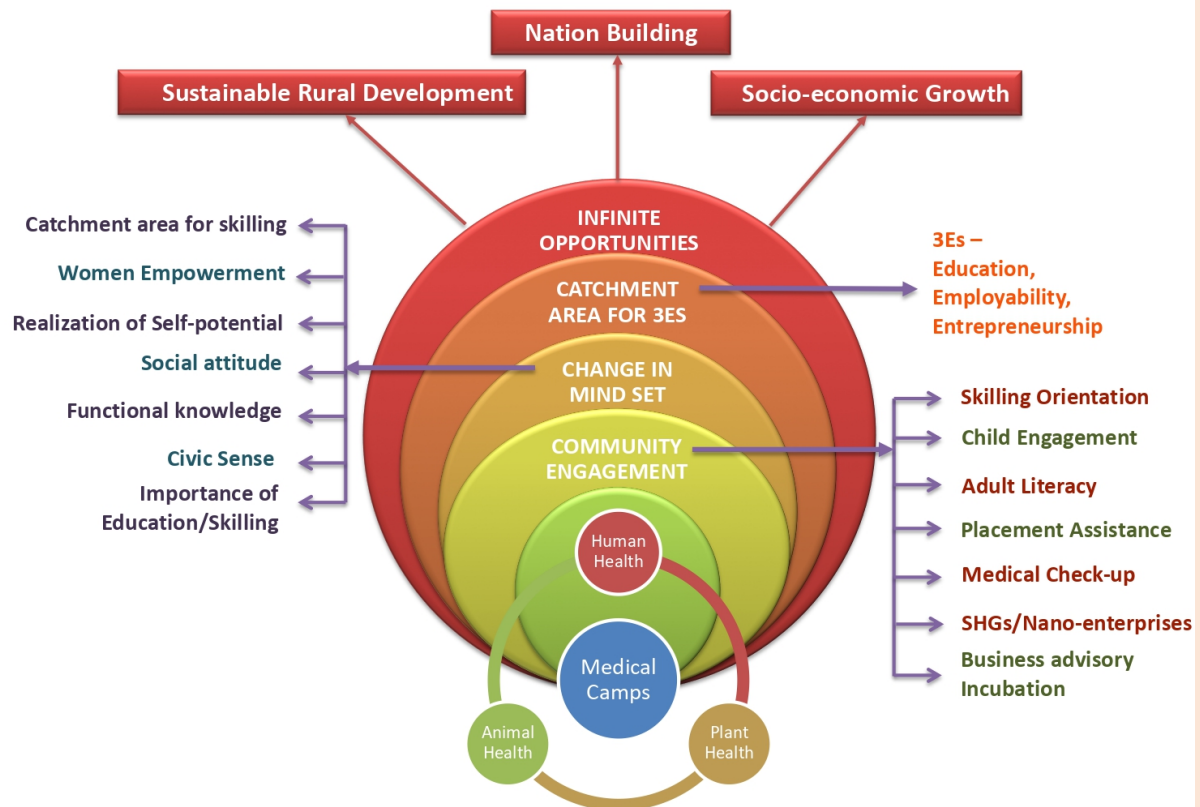 Nation Building
Sustainable Rural Development
Socio-economic Growth
INFINITE
OPPORTUNITIES
CATCHMENT
AREA FOR 3ES
CHANGE IN
MIND SET
COMMUNITY
ENGAGEMENT
Human
Health
Medical
Camps
Animal
Health
Plant
Health
Catchment area for skilling
Women Empowerment
Realization of Self-potential
Social attitude
Functional knowledge
Civic Sense
Importance of
Education/Skilling
3Es –
Education,
Employability,
Entrepreneurship
Skilling Orientation
Child Engagement
Adult Literacy
Placement Assistance
Medical Check-up
SHGs/Nano-enterprises
Business advisory
Incubation